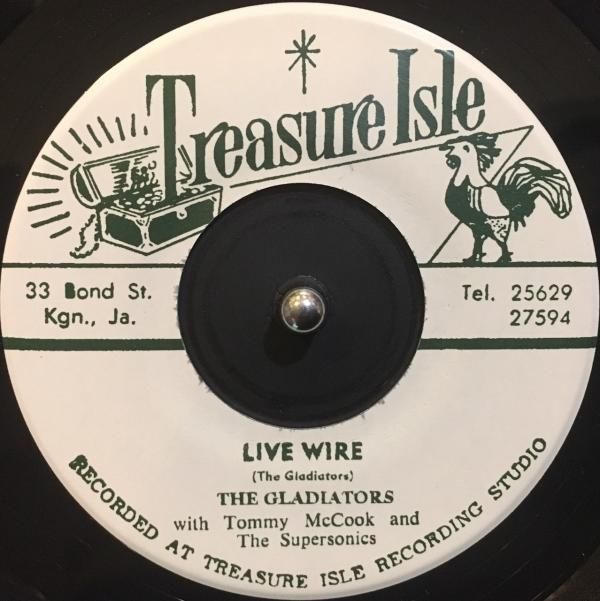 Treasure Isle
33 Bond St.
Kgn., Ja.
Tel. 25629
27594
LIVE WIRE
(The Gladiators)
THE GLADIATORS
with Tommy McCook and
The Supersonics
RECORDED AT TREASURE ISLE RECORDING STUDIO